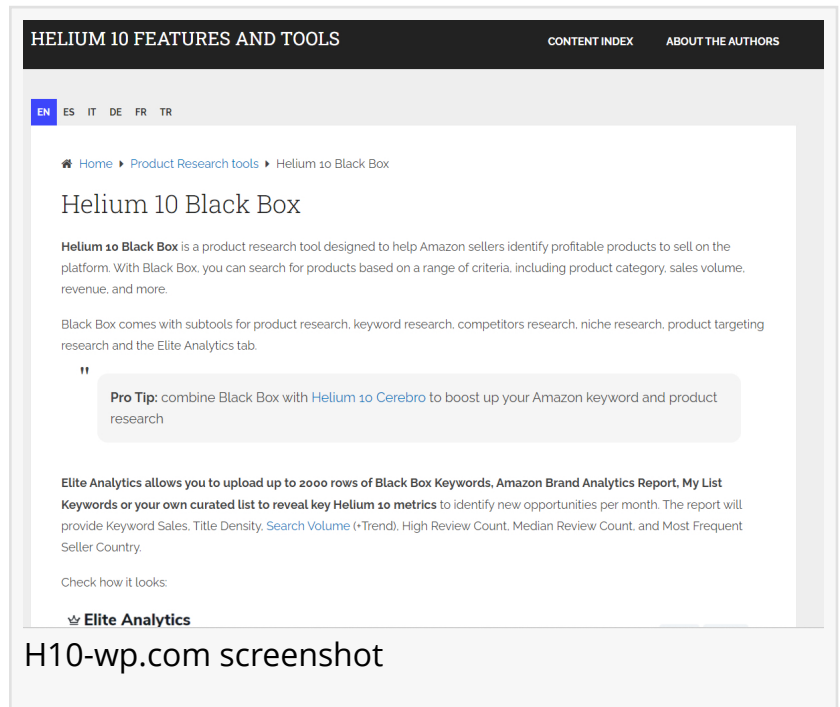 HELIUM 10 FEATURES AND TOOLS
CONTENT INDEX ABOUT THE AUTHORS
EN ES IT DE FR TR
Home Product Research tools Helium 10 Black Box
Helium 10 Black Box
Helium 10 Black Box is a product research tool designed to help Amazon sellers identify profitable products to sell on the
platform. With Black Box, you can search for products based on a range of criteria, including product category, sales volume,
revenue, and more.
Black Box comes with subtools for product research, keyword research, competitors research, niche research, product targeting
research and the Elite Analytics tab.
"
Pro Tip: combine Black Box with Helium 10 Cerebro to boost up your Amazon keyword and product
research
Elite Analytics allows you to upload up to 2000 rows of Black Box Keywords, Amazon Brand Analytics Report, My List
Keywords or your own curated list to reveal key Helium 10 metrics to identify new opportunities per month. The report will
provide Keyword Sales, Title Density, Search Volume (+Trend), High Review Count, Median Review Count, and Most Frequent
Seller Country.
Check how it looks:
Elite Analytics
H10-wp.com screenshot